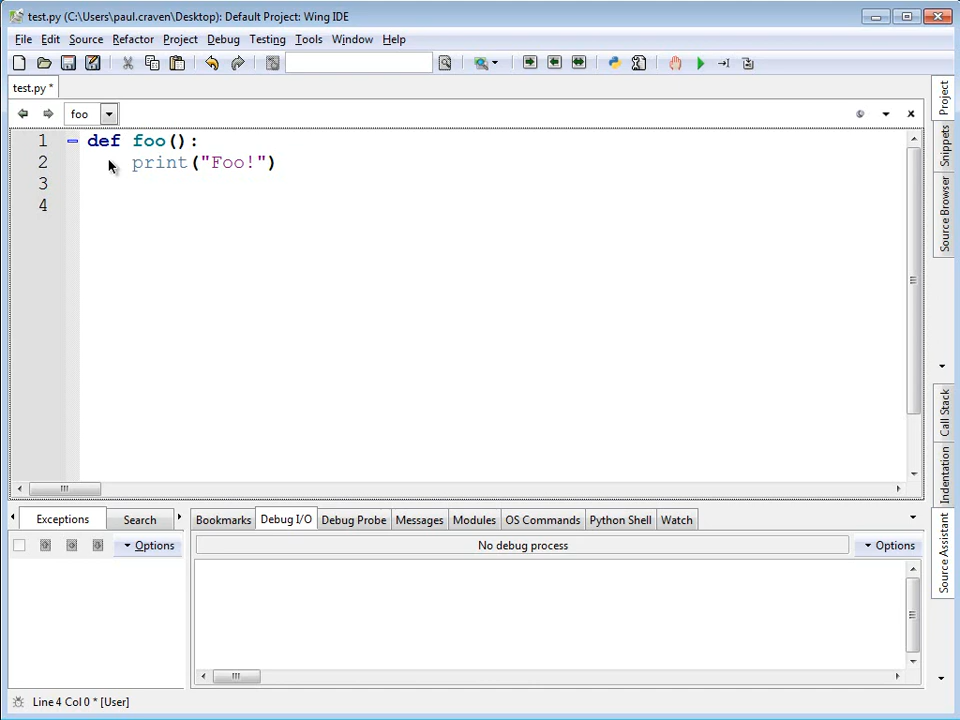 test.py (C:\Users\paul.craven\Desktop): Default Project: Wing IDE
File Edit Source Refactor Project Debug Testing Tools Window Help
test.py *
foo
1 def foo():
2 print("Foo!")
3
4
Project
Snippets
Source Browser
Call Stack
Indentation
Source Assistant
Exceptions Search
Options
Bookmarks Debug I/O Debug Probe Messages Modules OS Commands Python Shell Watch
No debug process Options
Line 4 Col 0 * [User]